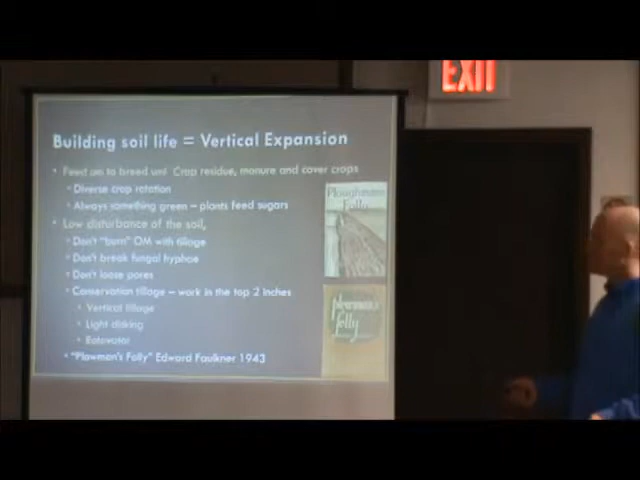 EXIT
Building soil life = Vertical Expansion
• Feed um to breed um! Crop residue, manure and cover crops
• Diverse crop rotation
• Always something green – plants feed sugars
• Low disturbance of the soil,
• Don't "burn" OM with tillage
• Don't break fungal hyphae
• Don't loose pores
• Conservation tillage – work in the top 2 inches
• Vertical tillage
• Light disking
• Rotovator
• "Plowman's Folly" Edward Faulkner 1943
Ploughman's
Folly
plowman's
folly